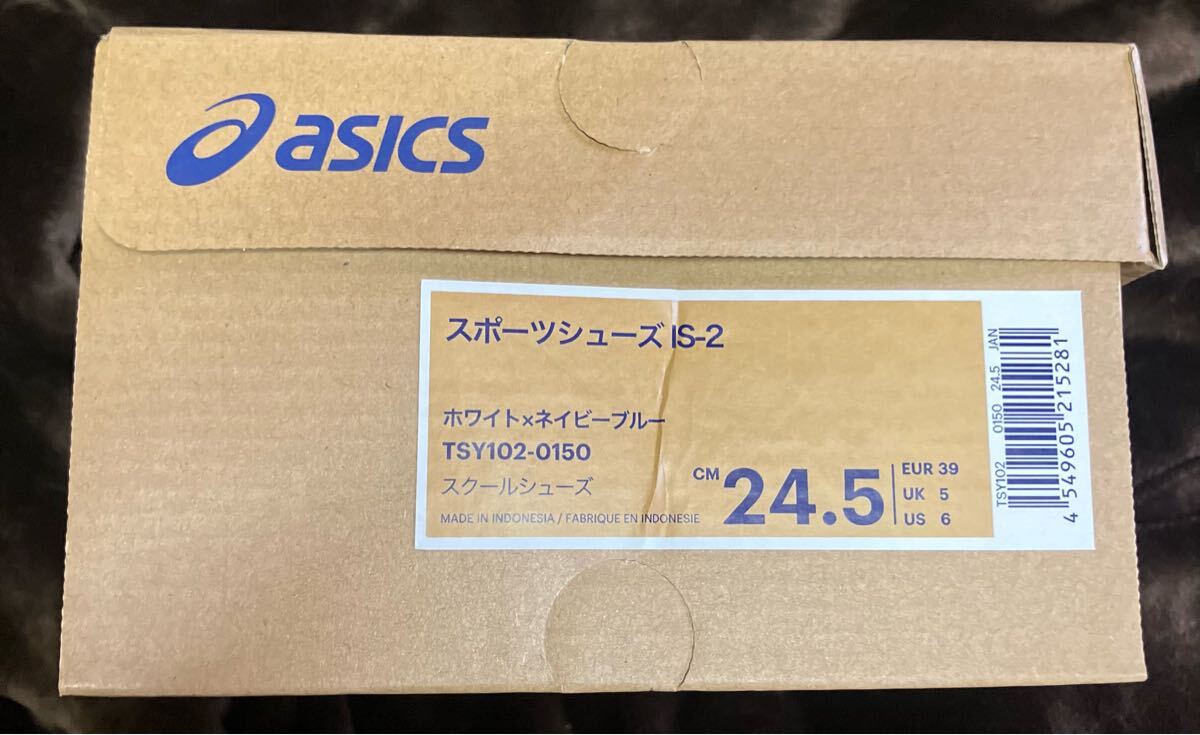 asics
スポーツシューズ IS-2
ホワイト×ネイビーブルー
TSY102-0150
スクールシューズ
MADE IN INDONESIA / FABRIQUE EN INDONESIE
CM 24.5
EUR 39
UK 5
US 6
TSY102 0150 24.5 JAN
4 549605 215281